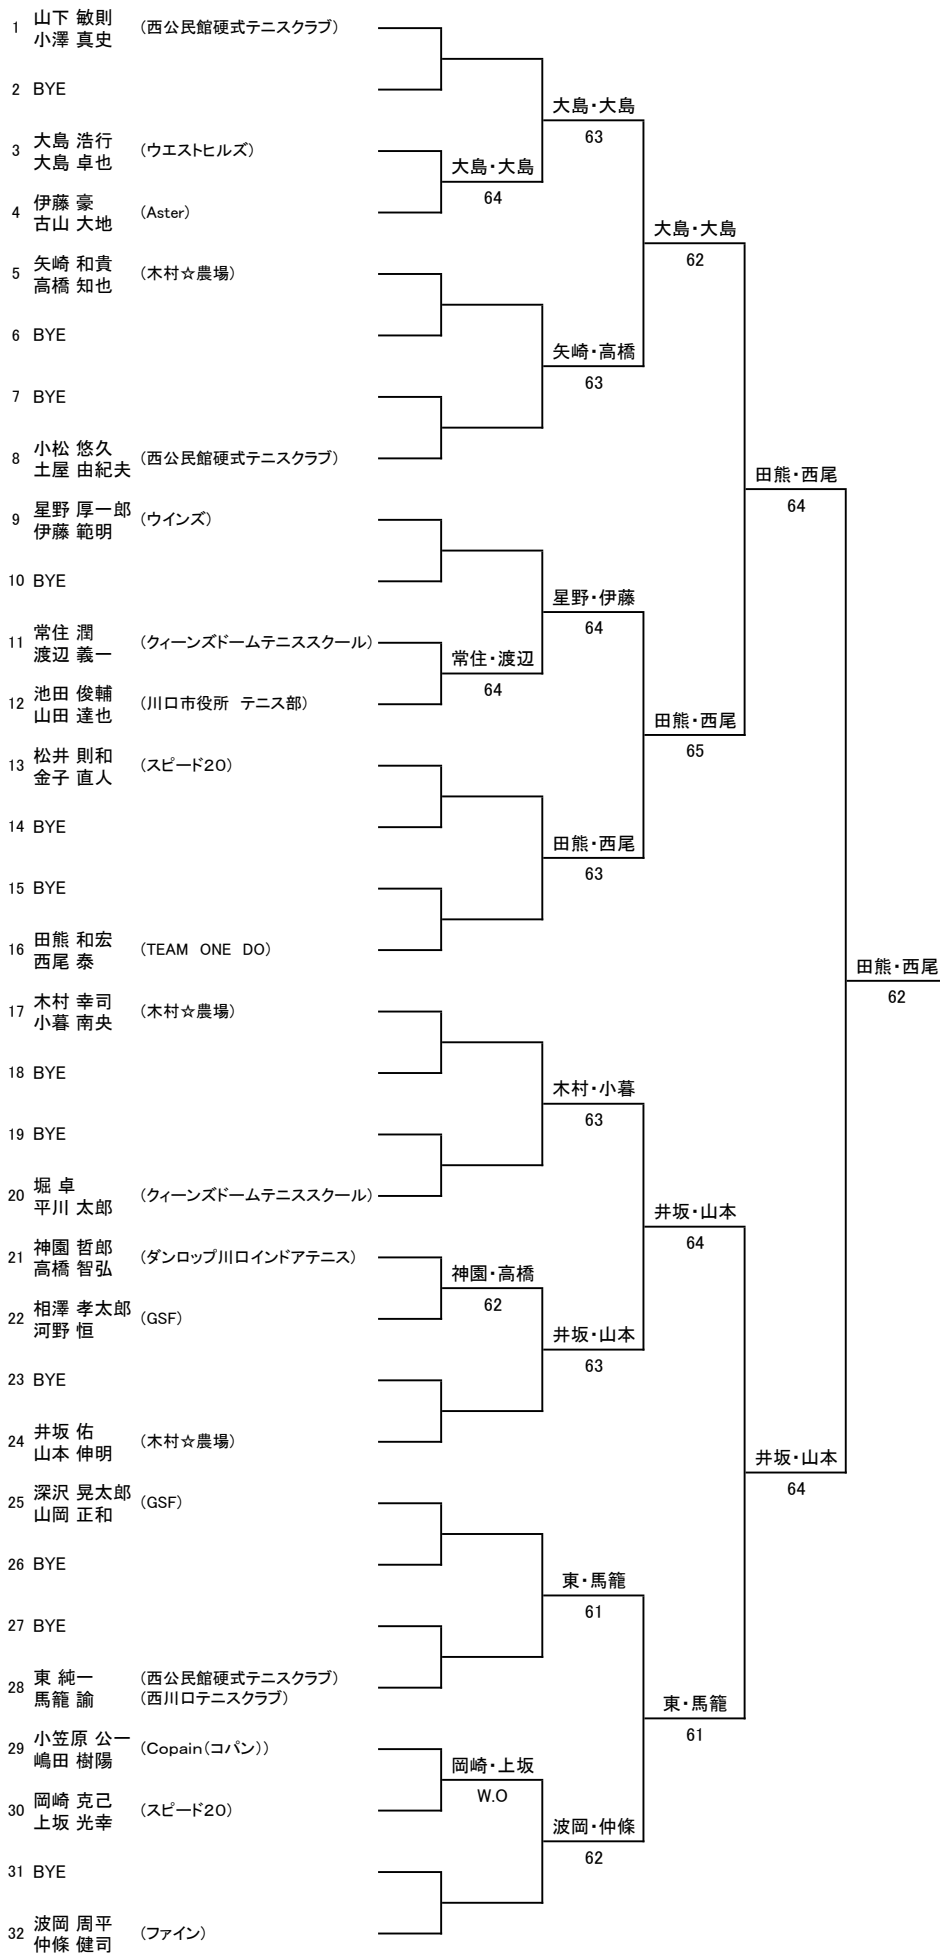 1 山下 敏則 (西公民館硬式テニスクラブ)
小澤 真史
2 BYE
大島・大島
63
3 大島 浩行 (ウエストヒルズ)
大島 卓也
大島・大島
64
4 伊藤 豪 (Aster)
古山 大地
大島・大島
62
5 矢崎 和貴 (木村☆農場)
高橋 知也
6 BYE
矢崎・高橋
63
7 BYE
8 小松 悠久 (西公民館硬式テニスクラブ)
土屋 由紀夫
田熊・西尾
64
9 星野 厚一郎 (ウインズ)
伊藤 範明
10 BYE
星野・伊藤
64
11 常住 潤 (クィーンズドームテニススクール)
渡辺 義一
常住・渡辺
64
12 池田 俊輔 (川口市役所 テニス部)
山田 達也
田熊・西尾
65
13 松井 則和 (スピード20)
金子 直人
14 BYE
田熊・西尾
63
15 BYE
16 田熊 和宏 (TEAM ONE DO)
西尾 泰
田熊・西尾
62
17 木村 幸司 (木村☆農場)
小暮 南央
18 BYE
木村・小暮
63
19 BYE
20 堀 卓 (クィーンズドームテニススクール)
平川 太郎
井坂・山本
64
21 神園 哲郎 (ダンロップ川口インドアテニス)
高橋 智弘
神園・高橋
62
22 相澤 孝太郎 (GSF)
河野 恒
井坂・山本
63
23 BYE
24 井坂 佑 (木村☆農場)
山本 伸明
井坂・山本
64
25 深沢 晃太郎 (GSF)
山岡 正和
26 BYE
東・馬籠
61
27 BYE
28 東 純一 (西公民館硬式テニスクラブ)
馬籠 諭 (西川口テニスクラブ)
東・馬籠
61
29 小笠原 公一 (Copain(コパン))
嶋田 樹陽
岡崎・上坂
W.O
30 岡崎 克己 (スピード20)
上坂 光幸
波岡・仲條
62
31 BYE
32 波岡 周平 (ファイン)
仲條 健司